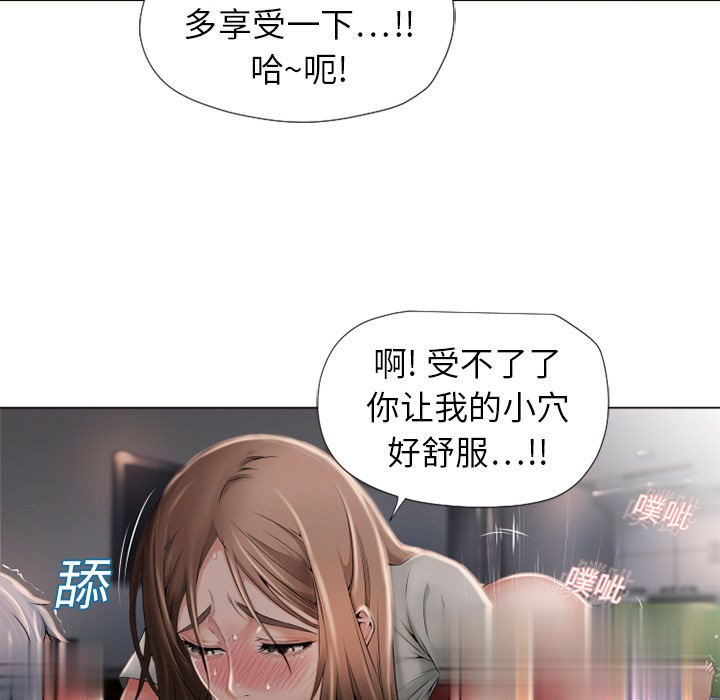 多享受一下...!!
哈~呃!
啊! 受不了了
你让我的小穴
好舒服...!!
噗呲
舔
噗呲